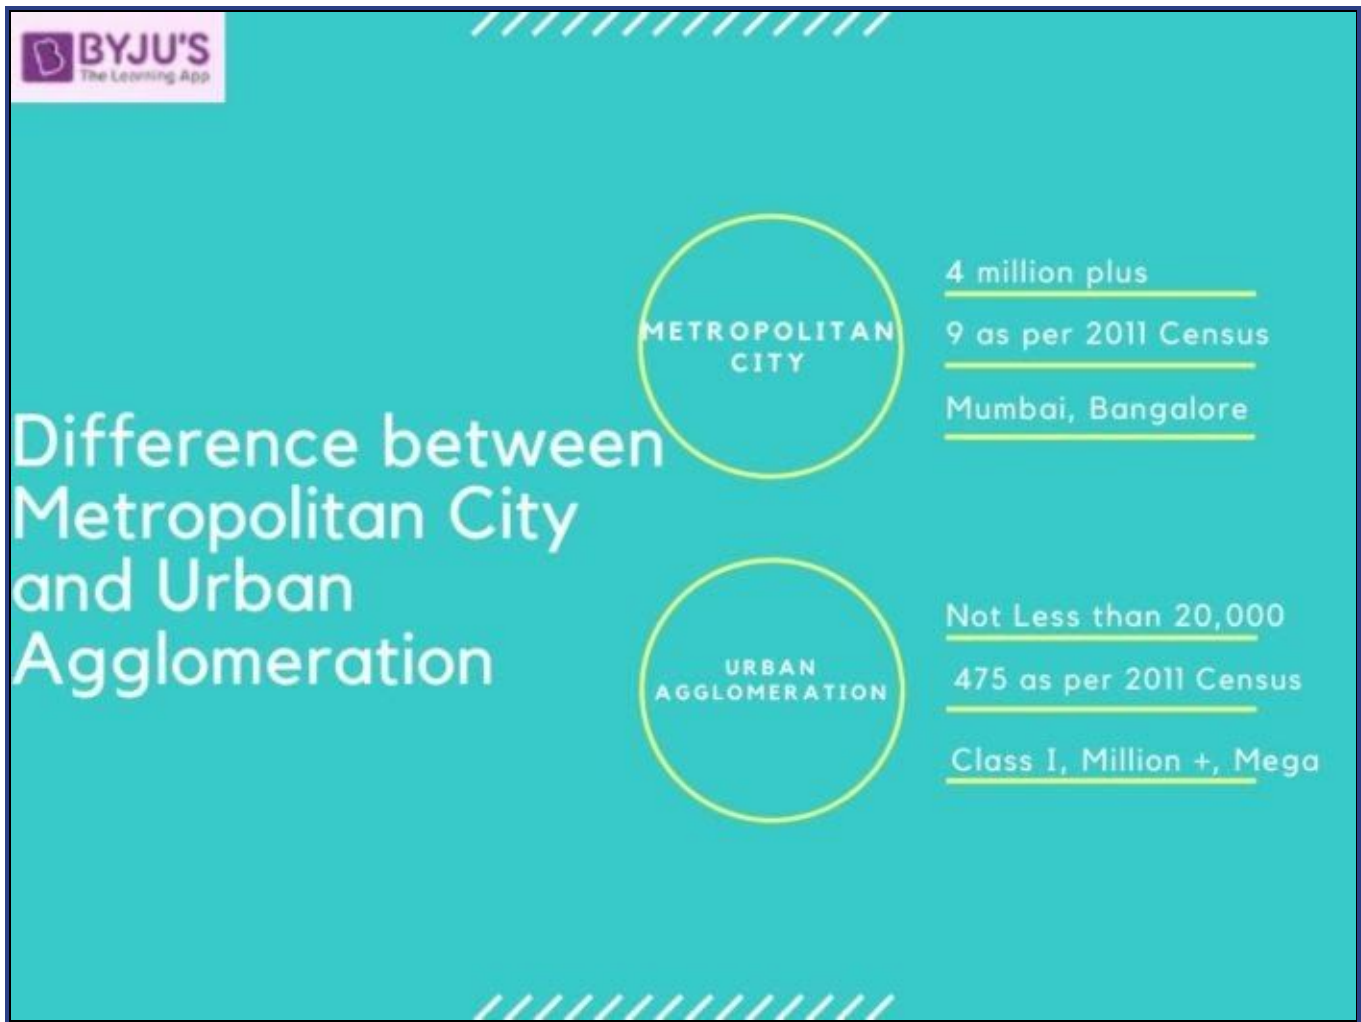 BYJU'S
The Learning App
Difference between
Metropolitan City
and Urban
Agglomeration
METROPOLITAN
CITY
4 million plus
9 as per 2011 Census
Mumbai, Bangalore
URBAN
AGGLOMERATION
Not Less than 20,000
475 as per 2011 Census
Class I, Million +, Mega